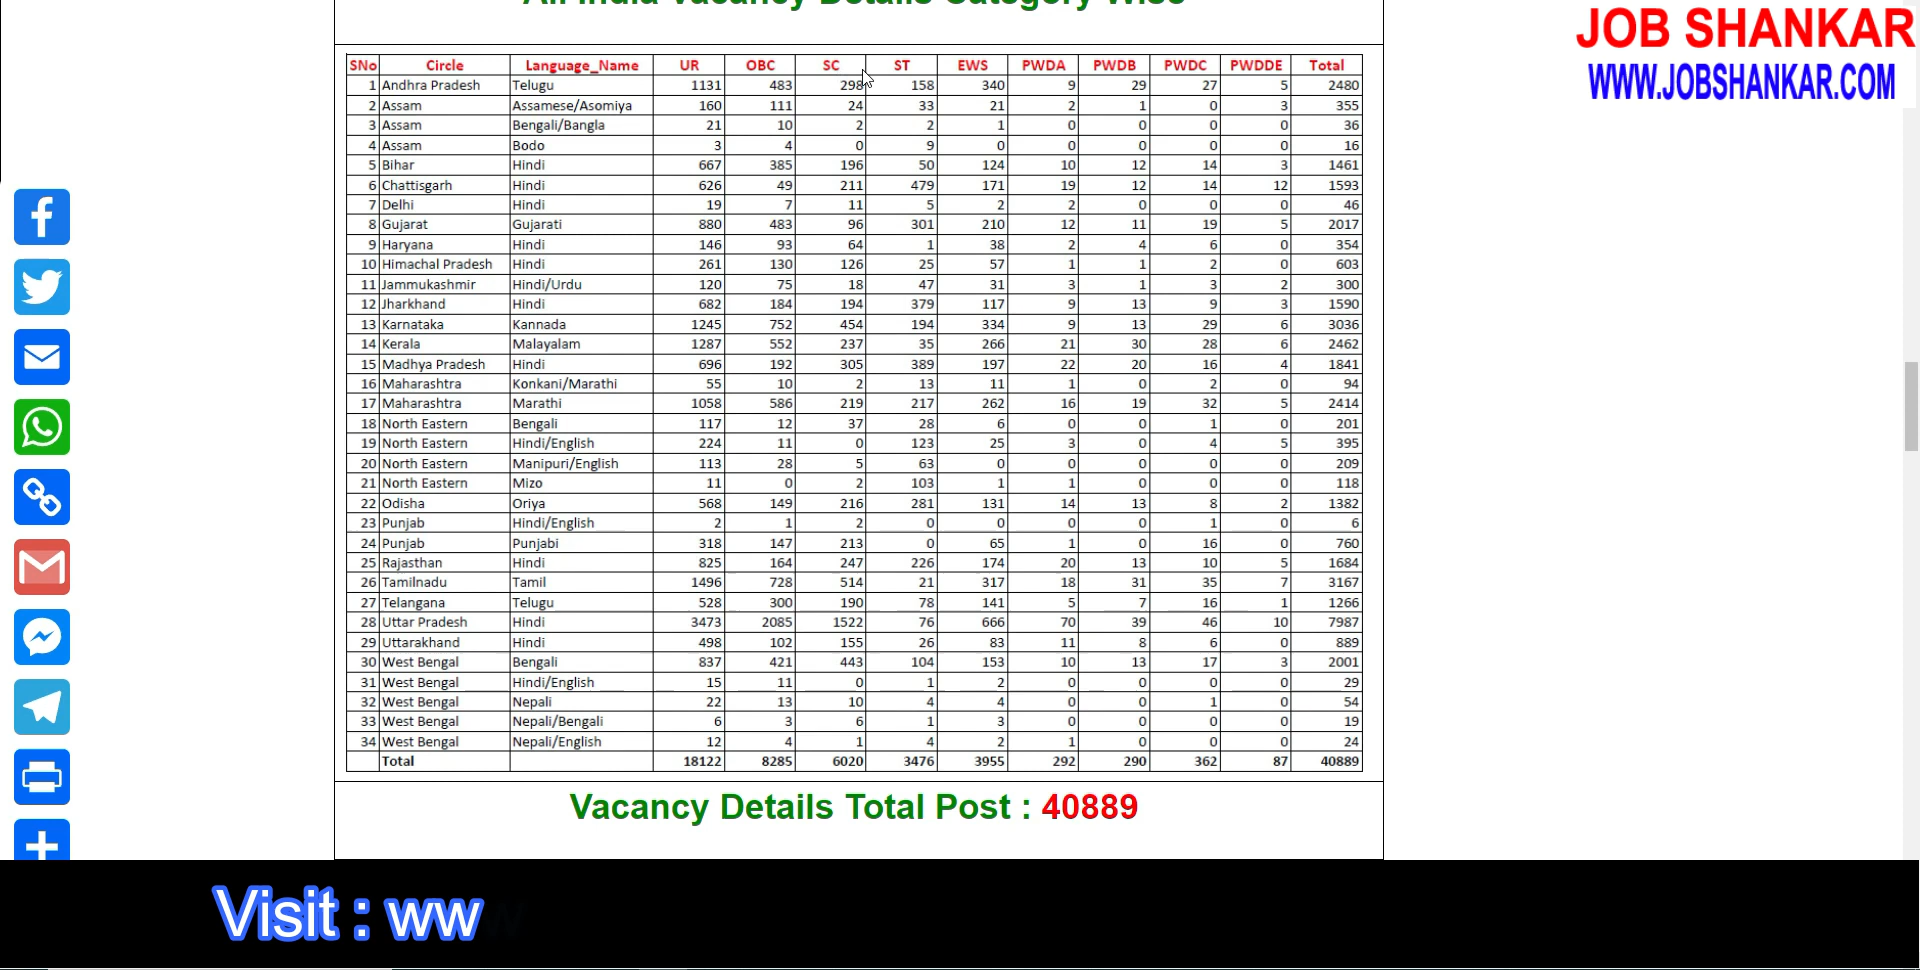 All India Vacancy Details Category Wise
JOB SHANKAR
WWW.JOBSHANKAR.COM
SNo Circle Language_Name UR OBC SC ST EWS PWDA PWDB PWDC PWDDE Total
1 Andhra Pradesh Telugu 1131 483 298 158 340 9 29 27 5 2480
2 Assam Assamese/Asomiya 160 111 24 33 21 2 1 0 3 355
3 Assam Bengali/Bangla 21 10 2 2 1 0 0 0 0 36
4 Assam Bodo 3 4 0 9 0 0 0 0 0 16
5 Bihar Hindi 667 385 196 50 124 10 12 14 3 1461
6 Chattisgarh Hindi 626 49 211 479 171 19 12 14 12 1593
7 Delhi Hindi 19 7 11 5 2 2 0 0 0 46
8 Gujarat Gujarati 880 483 96 301 210 12 11 19 5 2017
9 Haryana Hindi 146 93 64 1 38 2 4 6 0 354
10 Himachal Pradesh Hindi 261 130 126 25 57 1 1 2 0 603
11 Jammukashmir Hindi/Urdu 120 75 18 47 31 3 1 3 2 300
12 Jharkhand Hindi 682 184 194 379 117 9 13 9 3 1590
13 Karnataka Kannada 1245 752 454 194 334 9 13 29 6 3036
14 Kerala Malayalam 1287 552 237 35 266 21 30 28 6 2462
15 Madhya Pradesh Hindi 696 192 305 389 197 22 20 16 4 1841
16 Maharashtra Konkani/Marathi 55 10 2 13 11 1 0 2 0 94
17 Maharashtra Marathi 1058 586 219 217 262 16 19 32 5 2414
18 North Eastern Bengali 117 12 37 28 6 0 0 1 0 201
19 North Eastern Hindi/English 224 11 0 123 25 3 0 4 5 395
20 North Eastern Manipuri/English 113 28 5 63 0 0 0 0 0 209
21 North Eastern Mizo 11 0 2 103 1 1 0 0 0 118
22 Odisha Oriya 568 149 216 281 131 14 13 8 2 1382
23 Punjab Hindi/English 2 1 2 0 0 0 0 1 0 6
24 Punjab Punjabi 318 147 213 0 65 1 0 16 0 760
25 Rajasthan Hindi 825 164 247 226 174 20 13 10 5 1684
26 Tamilnadu Tamil 1496 728 514 21 317 18 31 35 7 3167
27 Telangana Telugu 528 300 190 78 141 5 7 16 1 1266
28 Uttar Pradesh Hindi 3473 2085 1522 76 666 70 39 46 10 7987
29 Uttarakhand Hindi 498 102 155 26 83 11 8 6 0 889
30 West Bengal Bengali 837 421 443 104 153 10 13 17 3 2001
31 West Bengal Hindi/English 15 11 0 1 2 0 0 0 0 29
32 West Bengal Nepali 22 13 10 4 4 0 0 1 0 54
33 West Bengal Nepali/Bengali 6 3 6 1 3 0 0 0 0 19
34 West Bengal Nepali/English 12 4 1 4 2 1 0 0 0 24
Total 18122 8285 6020 3476 3955 292 290 362 87 40889
Vacancy Details Total Post : 40889
Visit : www